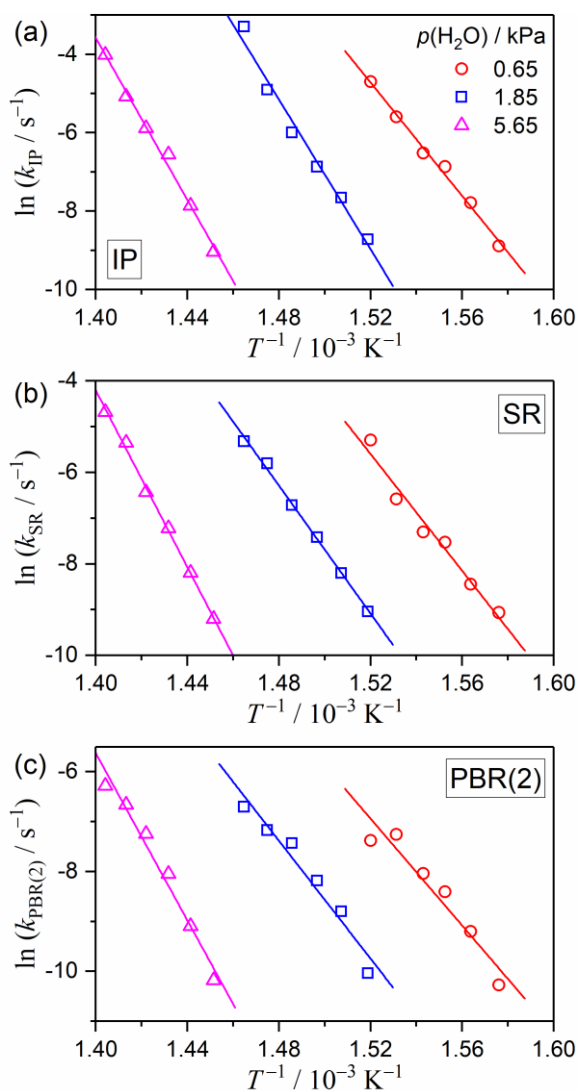 (a)
p(H₂O) / kPa
0.65
1.85
5.65
ln (k_IP / s⁻¹)
-4
-6
-8
-10
IP
1.40 1.44 1.48 1.52 1.56 1.60
T⁻¹ / 10⁻³ K⁻¹
(b)
SR
ln (k_SR / s⁻¹)
-4
-6
-8
-10
1.40 1.44 1.48 1.52 1.56 1.60
T⁻¹ / 10⁻³ K⁻¹
(c)
PBR(2)
ln (k_PBR(2) / s⁻¹)
-6
-8
-10
1.40 1.44 1.48 1.52 1.56 1.60
T⁻¹ / 10⁻³ K⁻¹